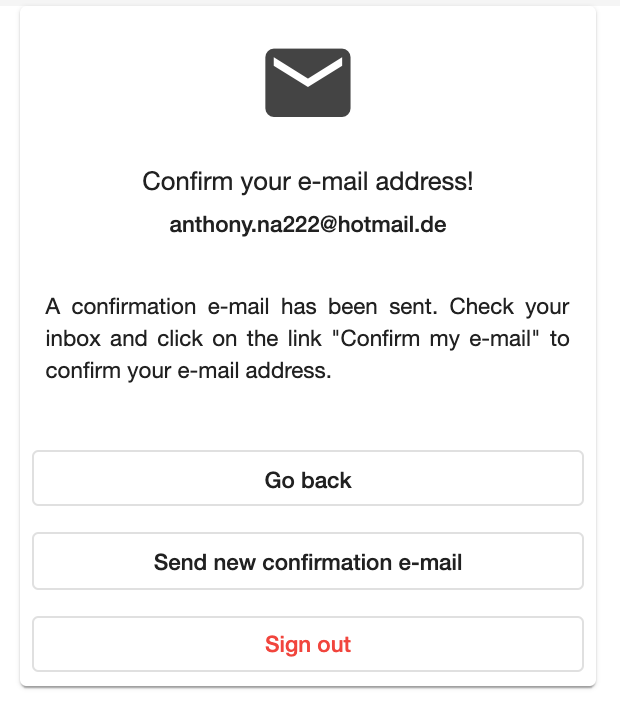 Confirm your e-mail address!
anthony.na222@hotmail.de
A confirmation e-mail has been sent. Check your
inbox and click on the link "Confirm my e-mail" to
confirm your e-mail address.
Go back
Send new confirmation e-mail
Sign out